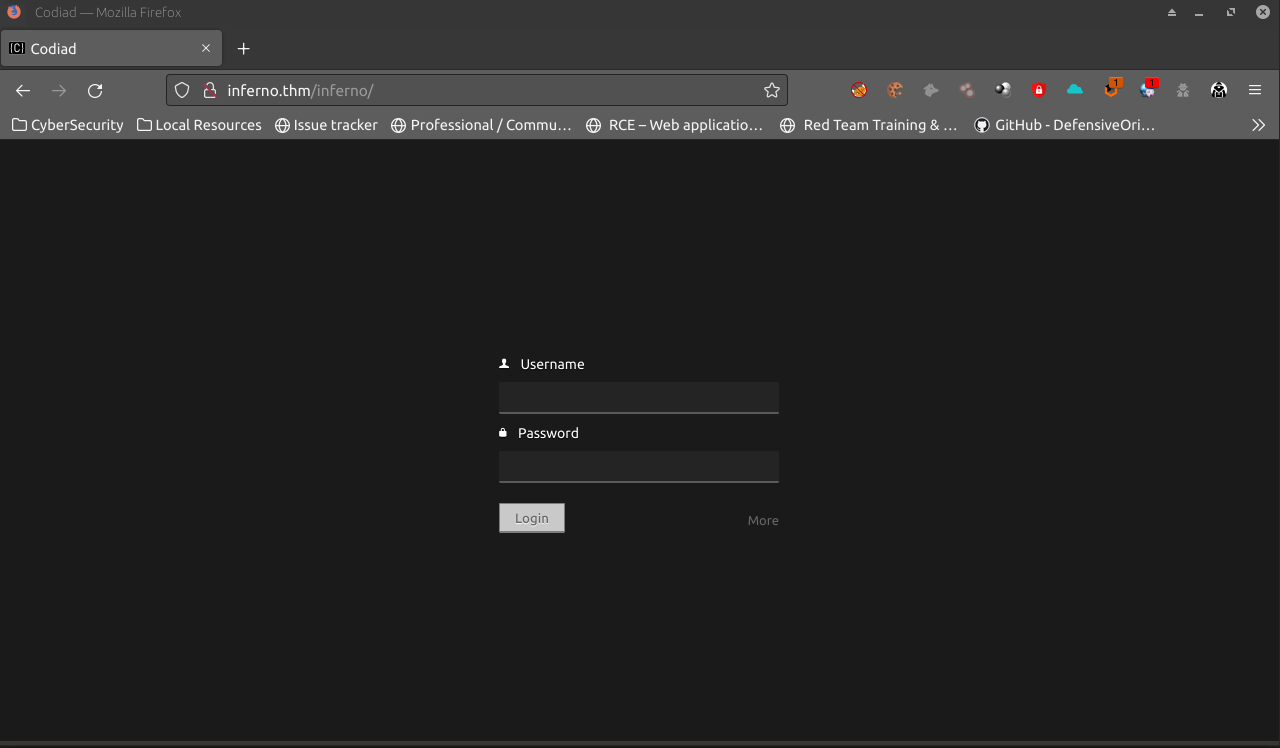 Codiad — Mozilla Firefox
{C} Codiad
inferno.thm/inferno/
1 1
CyberSecurity Local Resources Issue tracker Professional / Commu… RCE – Web applicatio… Red Team Training & … GitHub - DefensiveOri…
Username
Password
Login More